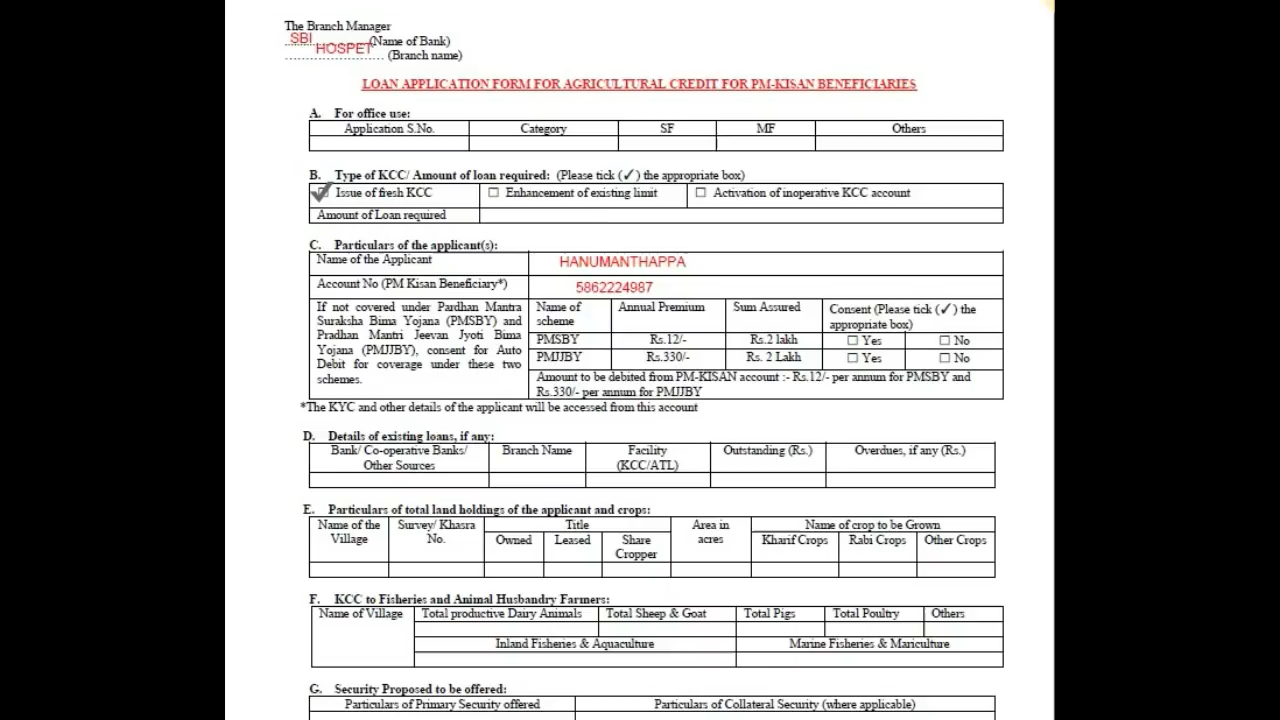 The Branch Manager
SBI (Name of Bank)
HOSPET (Branch name)
LOAN APPLICATION FORM FOR AGRICULTURAL CREDIT FOR PM-KISAN BENEFICIARIES
A. For office use:
Application S.No. Category SF MF Others
B. Type of KCC/ Amount of loan required: (Please tick (✓) the appropriate box)
✓ Issue of fresh KCC ☐ Enhancement of existing limit ☐ Activation of inoperative KCC account
Amount of Loan required
C. Particulars of the applicant(s):
Name of the Applicant HANUMANTHAPPA
Account No (PM Kisan Beneficiary*) 5862224987
If not covered under Pardhan Mantra
Suraksha Bima Yojana (PMSBY) and
Pradhan Mantri Jeevan Jyoti Bima
Yojana (PMJJBY), consent for Auto
Debit for coverage under these two
schemes.
Name of
scheme
Annual Premium
Sum Assured
Consent (Please tick (✓) the
appropriate box)
PMSBY Rs.12/- Rs.2 lakh ☐ Yes ☐ No
PMJJBY Rs.330/- Rs. 2 Lakh ☐ Yes ☐ No
Amount to be debited from PM-KISAN account :- Rs.12/- per annum for PMSBY and
Rs.330/- per annum for PMJJBY
*The KYC and other details of the applicant will be accessed from this account
D. Details of existing loans, if any:
Bank/ Co-operative Banks/
Other Sources
Branch Name
Facility
(KCC/ATL)
Outstanding (Rs.)
Overdues, if any (Rs.)
E. Particulars of total land holdings of the applicant and crops:
Name of the
Village
Survey/ Khasra
No.
Title
Owned Leased Share
Cropper
Area in
acres
Name of crop to be Grown
Kharif Crops Rabi Crops Other Crops
F. KCC to Fisheries and Animal Husbandry Farmers:
Name of Village Total productive Dairy Animals Total Sheep & Goat Total Pigs Total Poultry Others
Inland Fisheries & Aquaculture Marine Fisheries & Mariculture
G. Security Proposed to be offered:
Particulars of Primary Security offered Particulars of Collateral Security (where applicable)